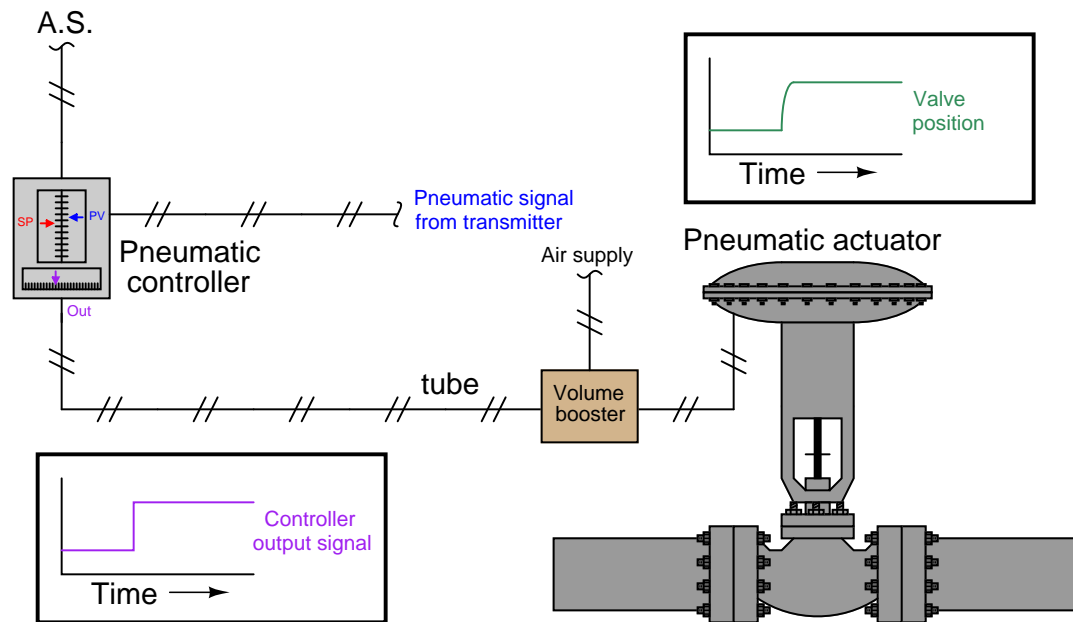 A.S.
Valve
position
Time
SP
PV
Pneumatic signal
from transmitter
Pneumatic
controller
Out
Air supply
Pneumatic actuator
tube
Volume
booster
Controller
output signal
Time